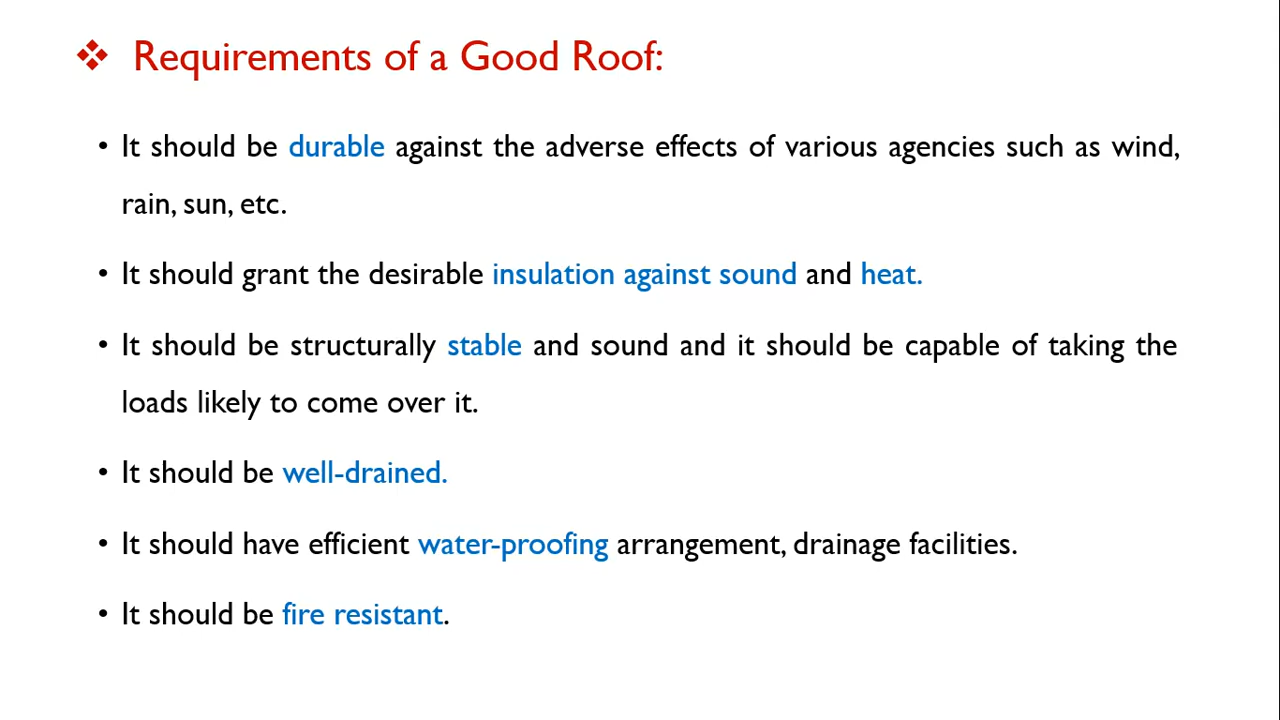 ❖ Requirements of a Good Roof:
• It should be durable against the adverse effects of various agencies such as wind,
rain, sun, etc.
• It should grant the desirable insulation against sound and heat.
• It should be structurally stable and sound and it should be capable of taking the
loads likely to come over it.
• It should be well-drained.
• It should have efficient water-proofing arrangement, drainage facilities.
• It should be fire resistant.